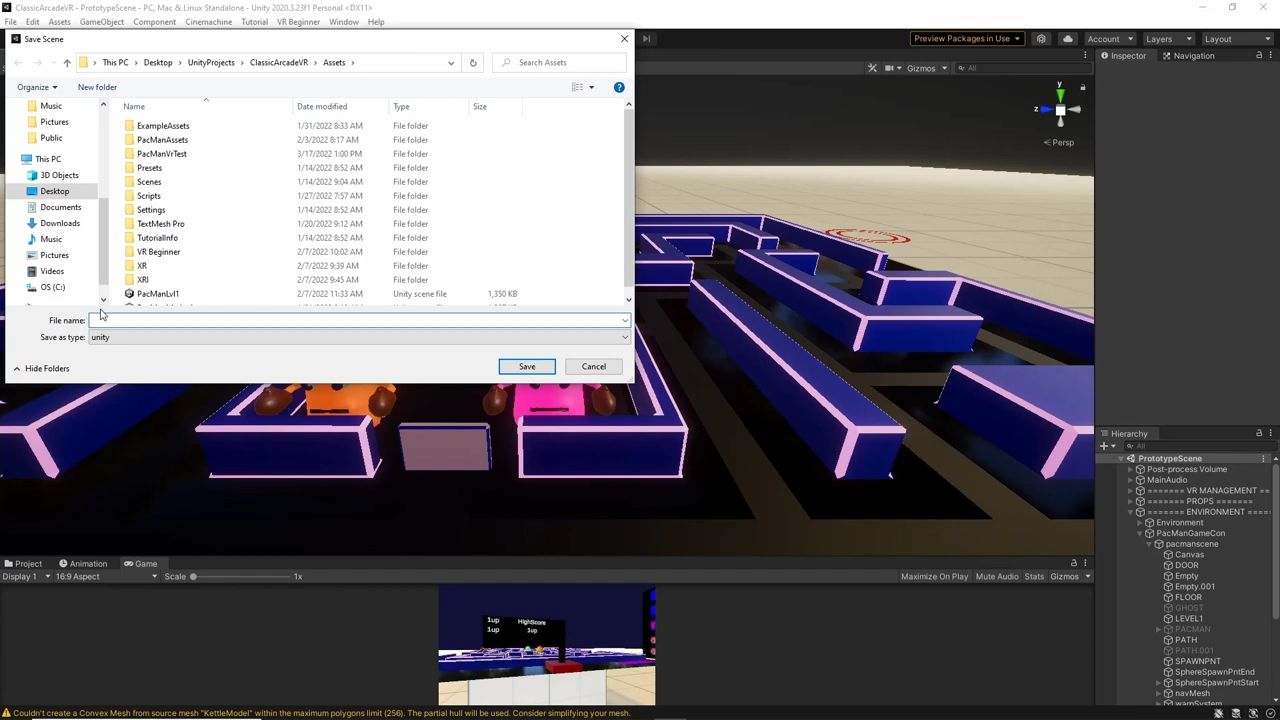 ClassicArcadeVR - PrototypeScene - PC, Mac & Linux Standalone - Unity 2020.3.23f1 Personal <DX11>
File Edit Assets GameObject Component Cinemachine Tutorial VR Beginner Window Help
Save Scene
Preview Packages in Use Account Layers Layout
This PC Desktop UnityProjects ClassicArcadeVR Assets Search Assets
Inspector Navigation
Gizmos All
Organize New folder
Name Date modified Type Size
Music
Pictures
Public
This PC
3D Objects
Desktop
Documents
Downloads
Music
Pictures
Videos
OS (C:)
ExampleAssets 1/31/2022 8:33 AM File folder
PacManAssets 2/3/2022 8:17 AM File folder
PacManVrTest 3/17/2022 1:00 PM File folder
Presets 1/14/2022 8:52 AM File folder
Scenes 1/14/2022 9:04 AM File folder
Scripts 1/27/2022 7:57 AM File folder
Settings 1/14/2022 8:52 AM File folder
TextMesh Pro 1/20/2022 9:12 AM File folder
TutorialInfo 1/14/2022 8:52 AM File folder
VR Beginner 2/7/2022 10:02 AM File folder
XR 2/7/2022 9:39 AM File folder
XRI 2/7/2022 9:45 AM File folder
PacManLvl1 2/7/2022 11:33 AM Unity scene file 1,350 KB
File name:
Save as type: unity
Hide Folders Save Cancel
y
z
Persp
Hierarchy
All
PrototypeScene
Post-process Volume
MainAudio
======= VR MANAGEMENT =
======= PROPS =======
======= ENVIRONMENT =====
Environment
PacManGameCon
pacmanscene
Canvas
DOOR
Empty
Empty.001
FLOOR
GHOST
LEVEL1
PACMAN
PATH
PATH.001
SPAWNPNT
SphereSpawnPntEnd
SphereSpawnPntStart
navMesh
warpSystem
Project Animation Game
Display 1 16:9 Aspect Scale 1x Maximize On Play Mute Audio Stats Gizmos
1up HighScore
1up 1up
Couldn't create a Convex Mesh from source mesh "KettleModel" within the maximum polygons limit (256). The partial hull will be used. Consider simplifying your mesh.